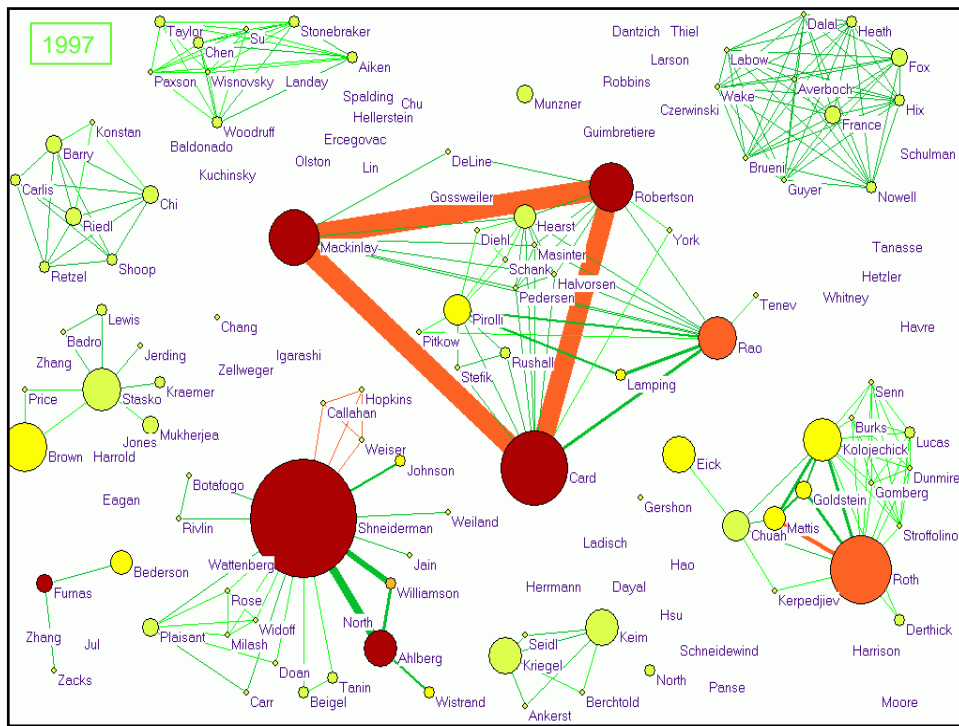 1997
Taylor
Su
Stonebraker
Chen
Aiken
Paxson
Wisnovsky
Landay
Woodruff
Baldonado
Kuchinsky
Spalding
Chu
Hellerstein
Ercegovac
Olston
Lin
Munzner
Dantzich
Thiel
Larson
Robbins
Czerwinski
Guimbretiere
Dalal
Heath
Labow
Fox
Wake
Averboch
Hix
France
Bruenii
Guyer
Nowell
Schulman
Konstan
Barry
Carlis
Chi
Riedl
Retzel
Shoop
DeLine
Gossweiler
Robertson
Mackinlay
Hearst
Diehl
Masinter
York
Schank
Halvorsen
Pedersen
Pirolli
Pitkow
Rushall
Stefik
Lamping
Rao
Tenev
Tanasse
Hetzler
Whitney
Havre
Lewis
Badro
Zhang
Jerding
Price
Stasko
Kraemer
Mukherjea
Jones
Brown
Harrold
Eagan
Chang
Igarashi
Zellweger
Hopkins
Callahan
Weiser
Johnson
Card
Botafogo
Rivlin
Shneiderman
Weiland
Wattenberg
Jain
Williamson
Eick
Gershon
Ladisch
Senn
Burks
Kolojechick
Lucas
Dunmire
Goldstein
Gomberg
Mattis
Chuah
Stroffolino
Roth
Kerpedjiev
Derthick
Harrison
Moore
Bederson
Furnas
Zhang
Jul
Zacks
Rose
Plaisant
Widoff
Milash
North
Ahlberg
Doan
Carr
Tanin
Beigel
Wistrand
Herrmann
Dayal
Hao
Hsu
Seidl
Keim
Kriegel
Ankerst
Berchtold
Schneidewind
North
Panse